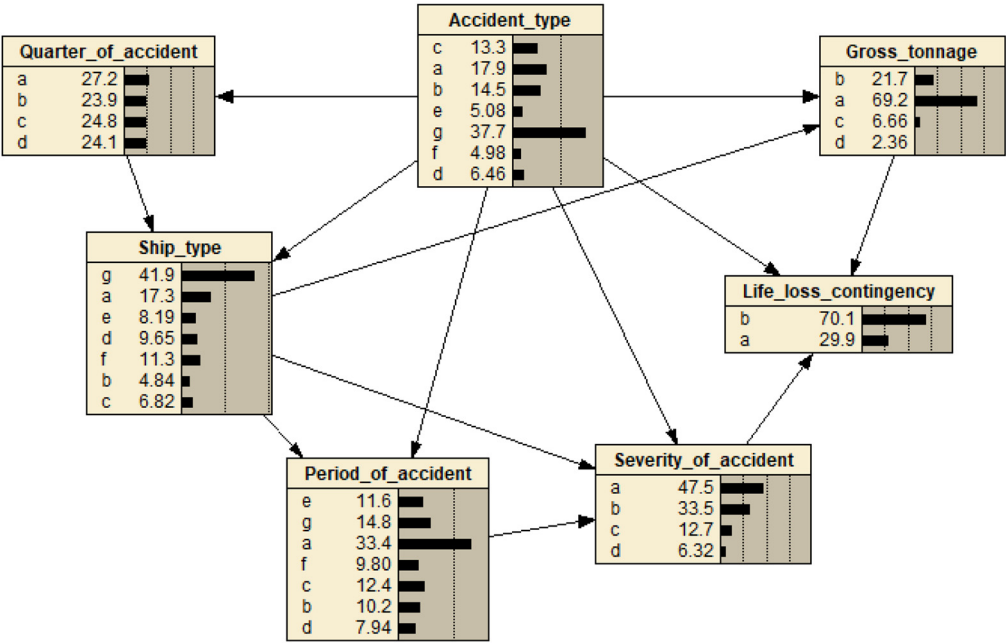 Accident_type
c 13.3
a 17.9
b 14.5
e 5.08
g 37.7
f 4.98
d 6.46
Quarter_of_accident
a 27.2
b 23.9
c 24.8
d 24.1
Gross_tonnage
b 21.7
a 69.2
c 6.66
d 2.36
Ship_type
g 41.9
a 17.3
e 8.19
d 9.65
f 11.3
b 4.84
c 6.82
Life_loss_contingency
b 70.1
a 29.9
Period_of_accident
e 11.6
g 14.8
a 33.4
f 9.80
c 12.4
b 10.2
d 7.94
Severity_of_accident
a 47.5
b 33.5
c 12.7
d 6.32